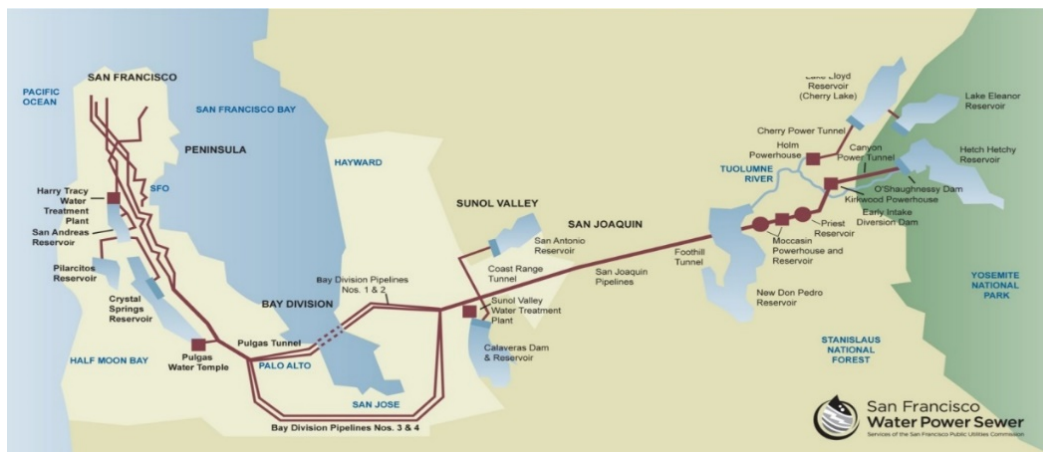 SAN FRANCISCO
PACIFIC
OCEAN
SAN FRANCISCO BAY
PENINSULA
HAYWARD
SFO
Harry Tracy
Water
Treatment
Plant
San Andreas
Reservoir
Pilarcitos
Reservoir
Crystal
Springs
Reservoir
HALF MOON BAY
Pulgas
Water Temple
Pulgas Tunnel
PALO ALTO
BAY DIVISION
Bay Division Pipelines
Nos. 1 & 2
SAN JOSE
Bay Division Pipelines Nos. 3 & 4
SUNOL VALLEY
San Antonio
Reservoir
Coast Range
Tunnel
Sunol Valley
Water Treatment
Plant
Calaveras Dam
& Reservoir
SAN JOAQUIN
San Joaquin
Pipelines
Foothill
Tunnel
New Don Pedro
Reservoir
TUOLUMNE
RIVER
Lake Lloyd
Reservoir
(Cherry Lake)
Lake Eleanor
Reservoir
Cherry Power Tunnel
Holm
Powerhouse
Canyon
Power Tunnel
Hetch Hetchy
Reservoir
O'Shaughnessy Dam
Kirkwood Powerhouse
Early Intake
Diversion Dam
Priest
Reservoir
Moccasin
Powerhouse and
Reservoir
YOSEMITE
NATIONAL
PARK
STANISLAUS
NATIONAL
FOREST
San Francisco
Water Power Sewer
Services of the San Francisco Public Utilities Commission